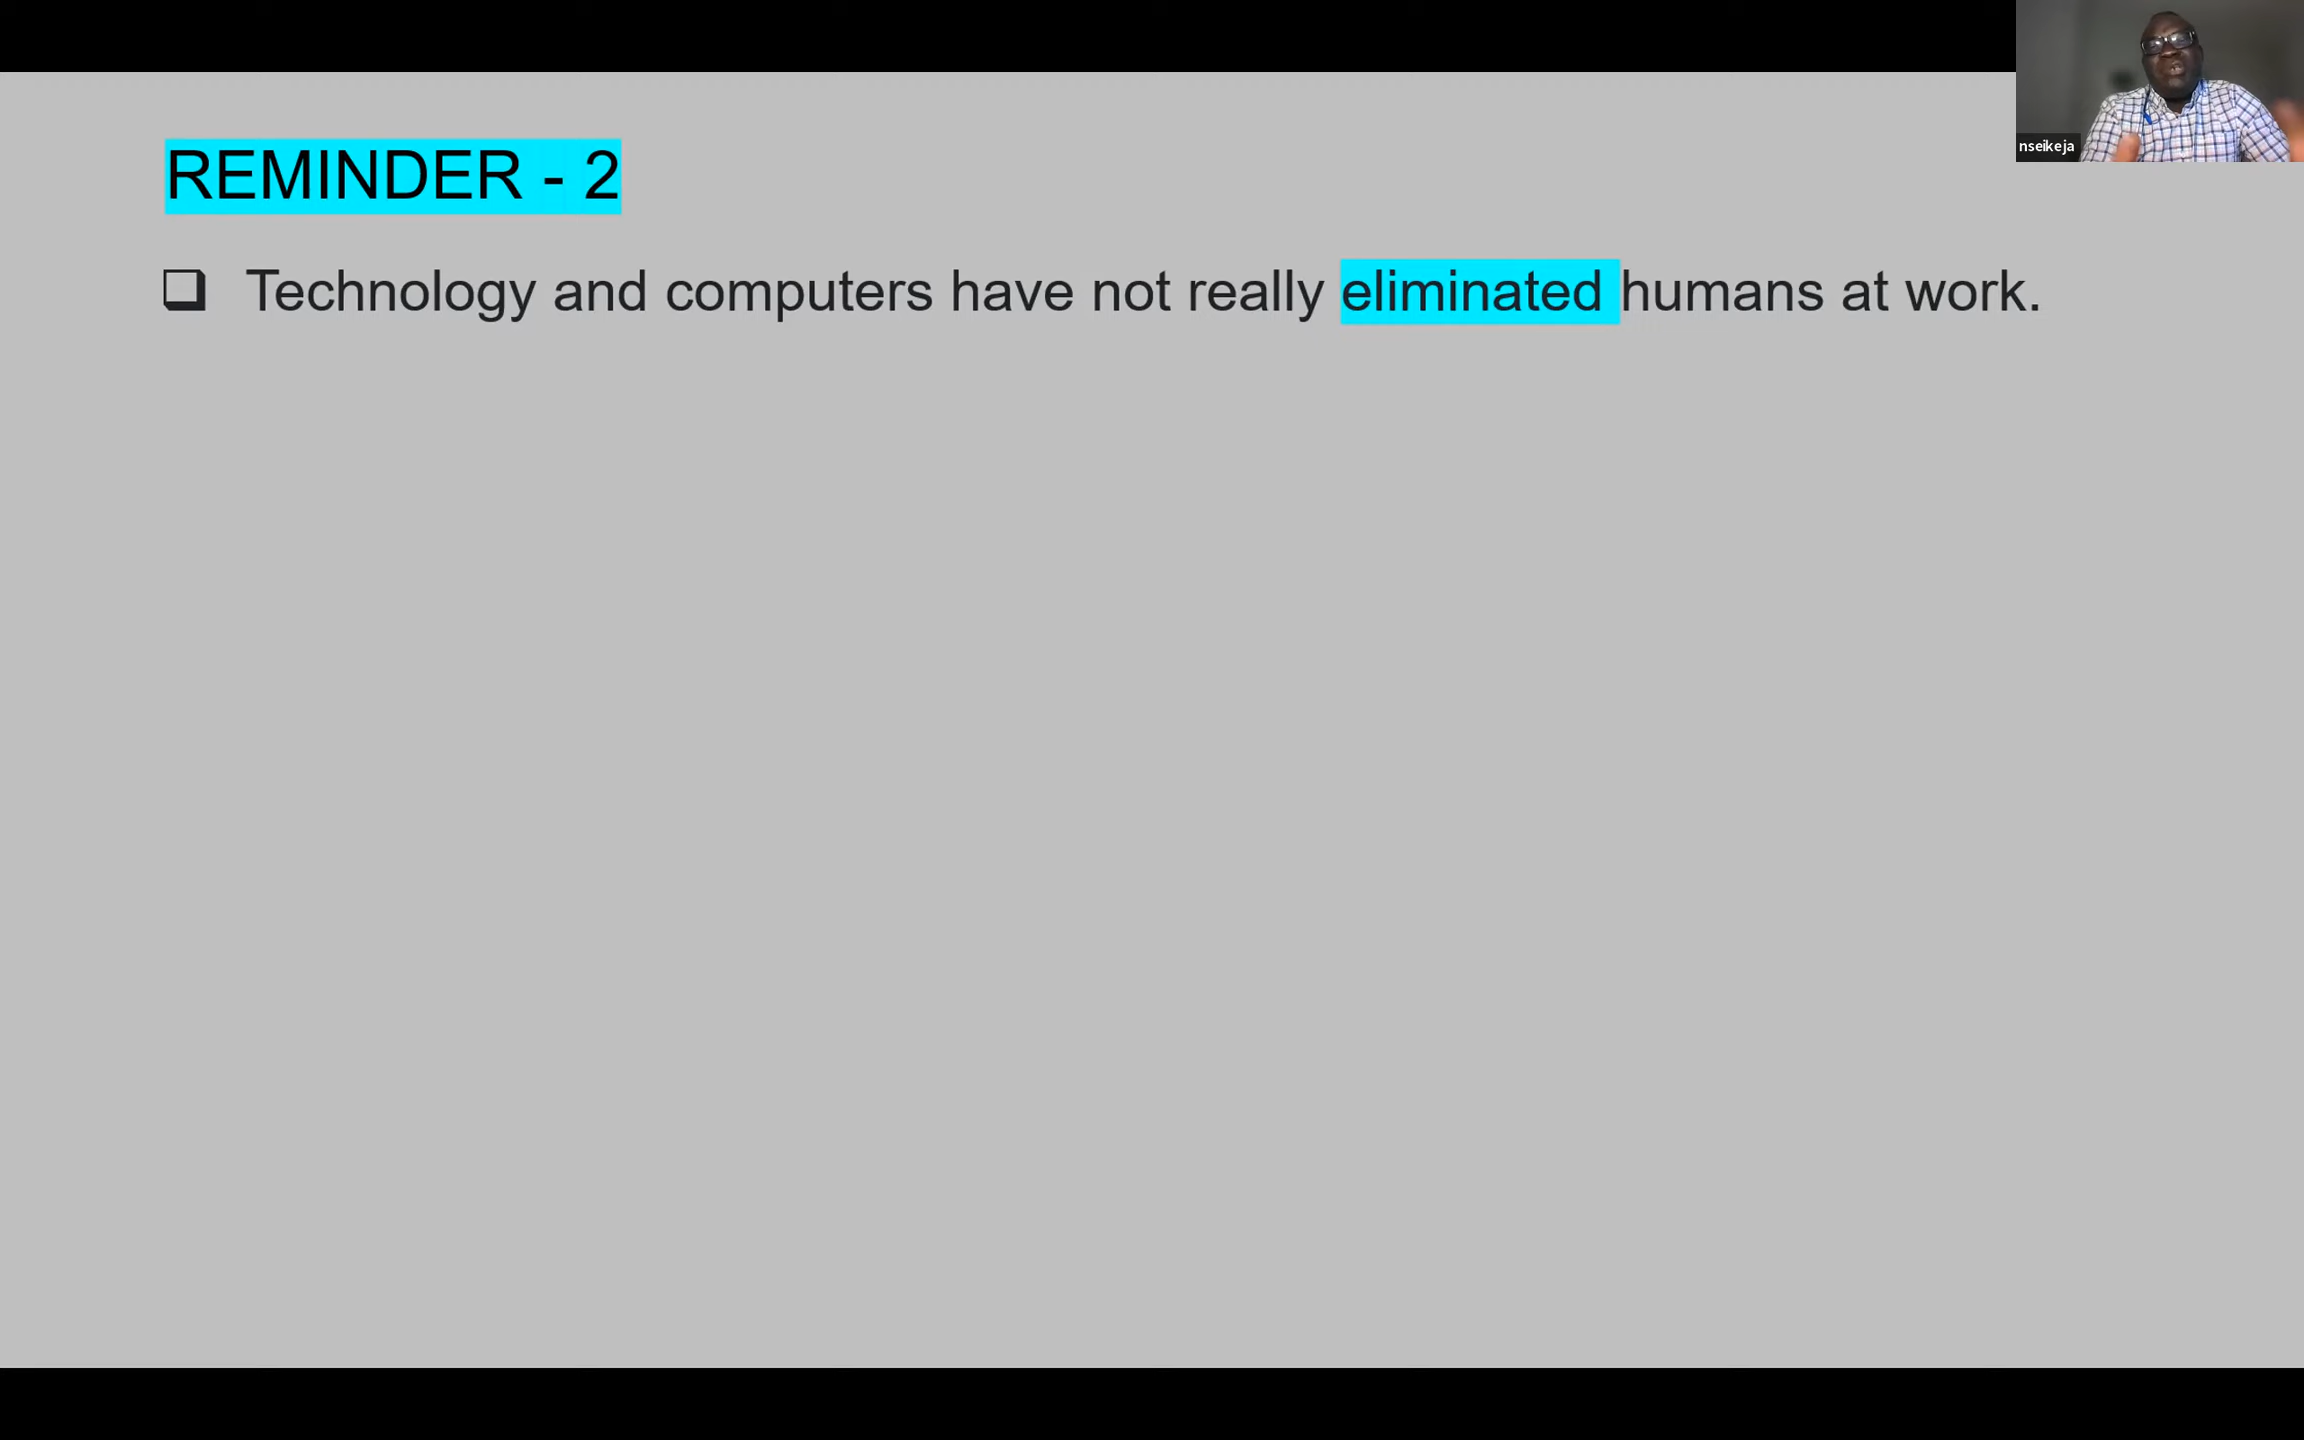 REMINDER - 2
Technology and computers have not really eliminated humans at work.
nseikeja